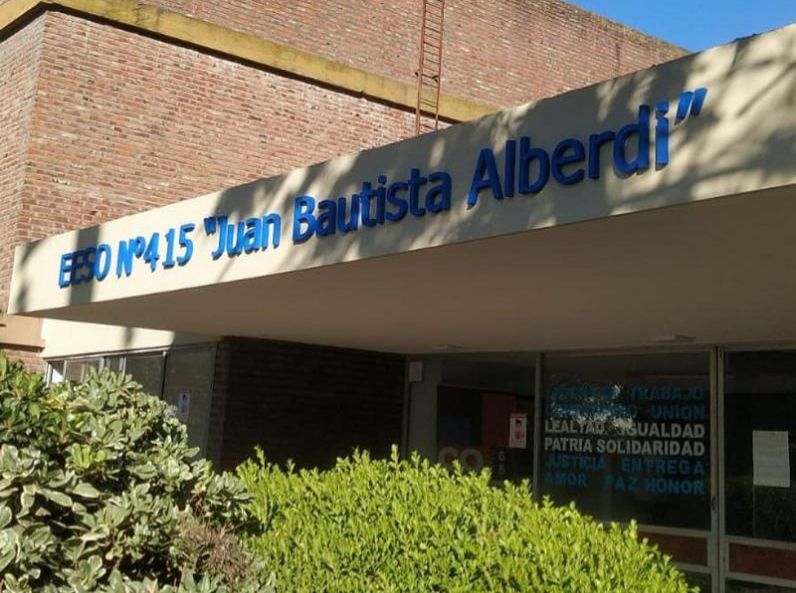 EESO Nº415 "Juan Bautista Alberdi"
TRABAJO
UNION
LEALTAD IGUALDAD
PATRIA SOLIDARIDAD
JUSTICIA ENTREGA
AMOR PAZ HONOR